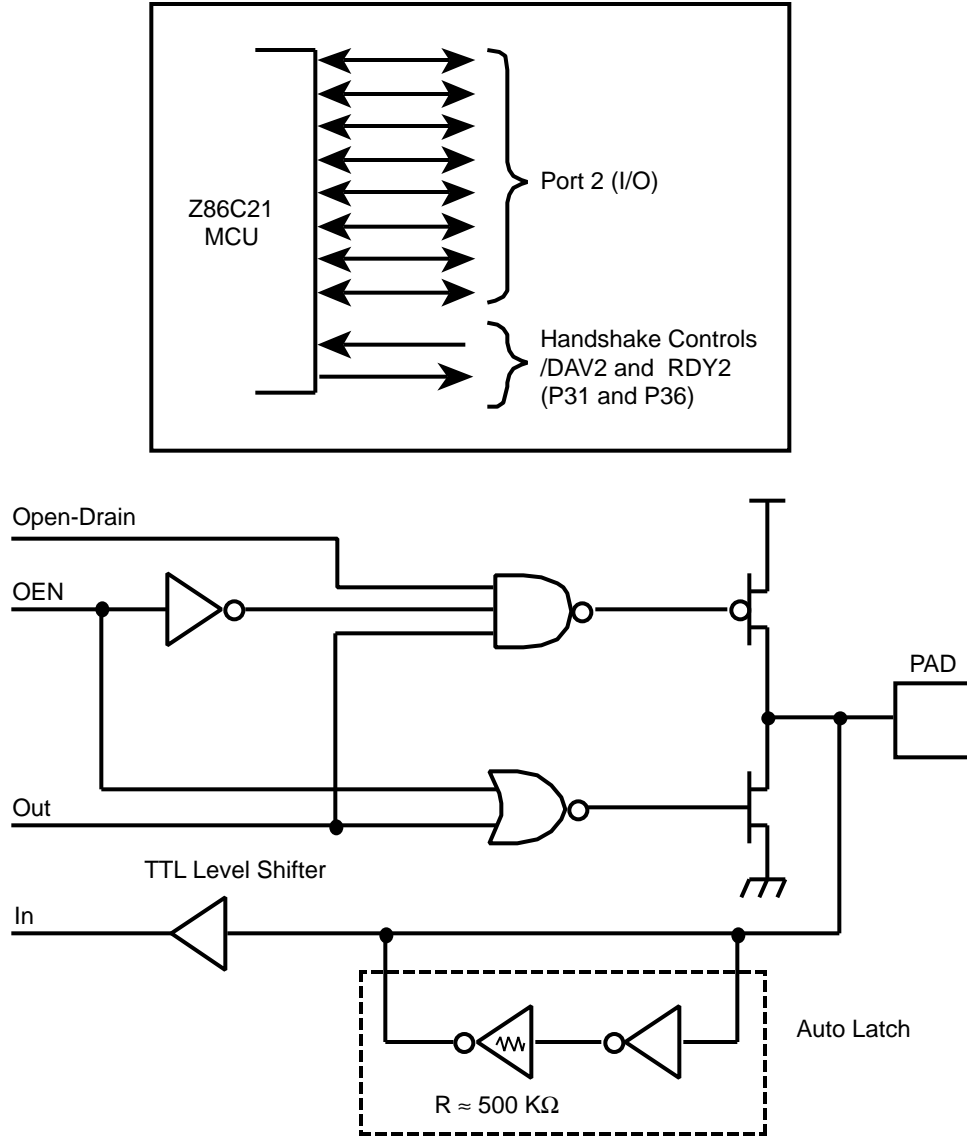 Z86C21
MCU
Port 2 (I/O)
Handshake Controls
/DAV2 and RDY2
(P31 and P36)
Open-Drain
OEN
PAD
Out
TTL Level Shifter
In
Auto Latch
R ≈ 500 KΩ